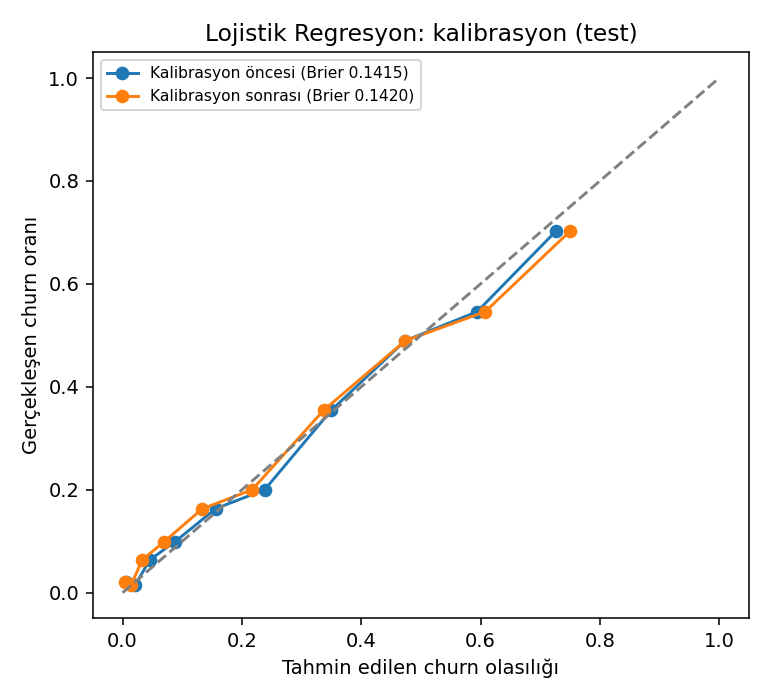 Lojistik Regresyon: kalibrasyon (test)
Kalibrasyon öncesi (Brier 0.1415)
Kalibrasyon sonrası (Brier 0.1420)
Gerçekleşen churn oranı
1.0
0.8
0.6
0.4
0.2
0.0
0.0 0.2 0.4 0.6 0.8 1.0
Tahmin edilen churn olasılığı